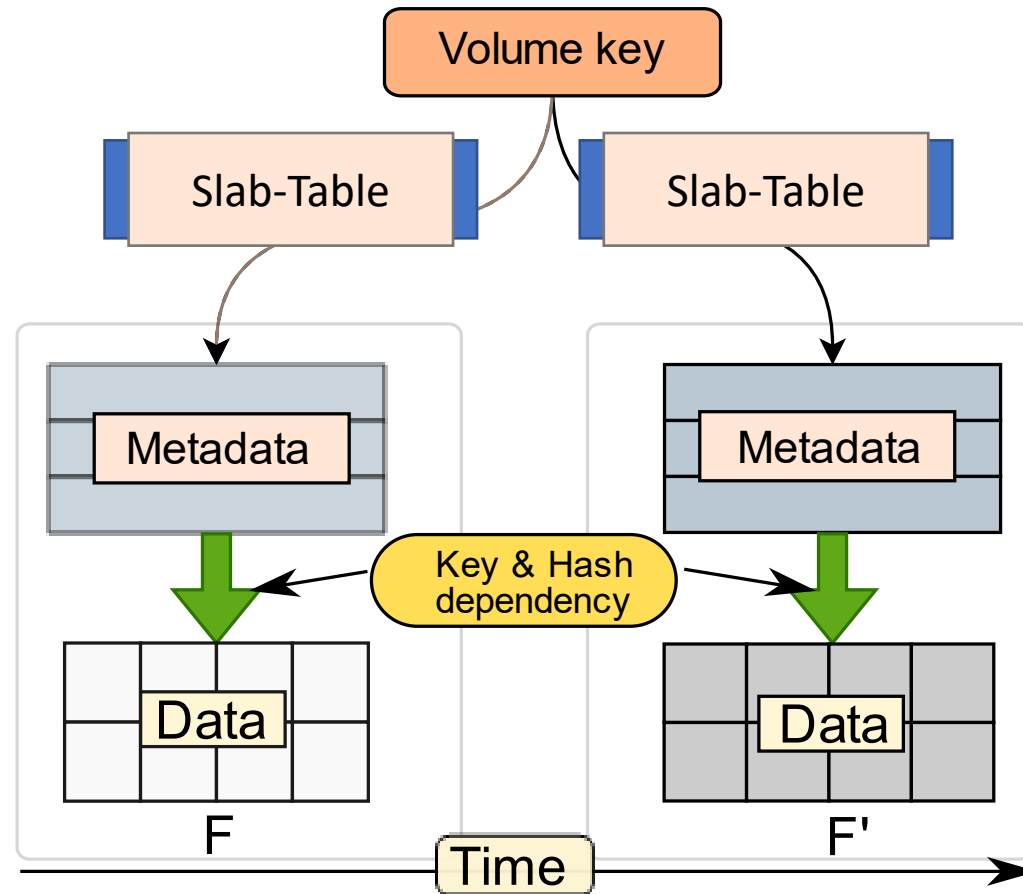 Volume key
Slab-Table
Slab-Table
Metadata
Metadata
Key & Hash
dependency
Data
Data
F
F'
Time